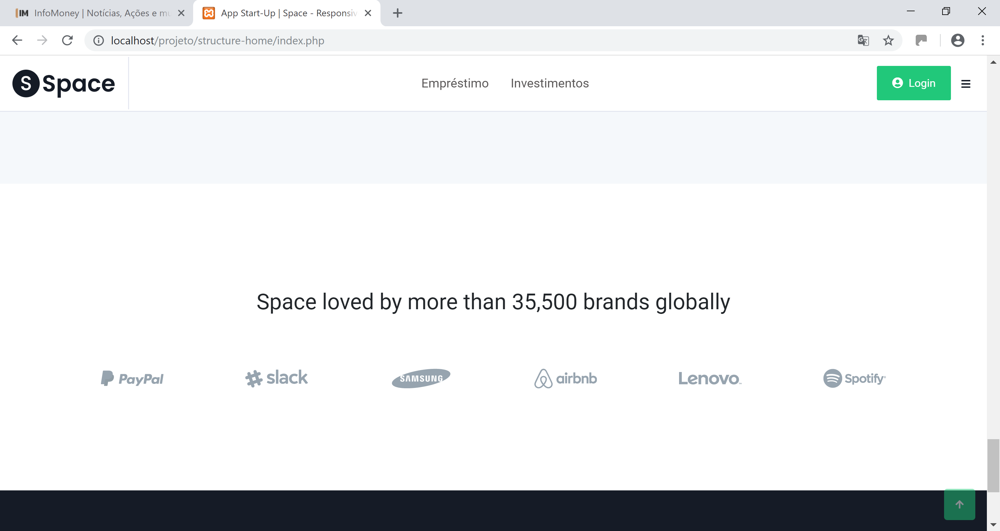 IM InfoMoney | Notícias, Ações e mu
App Start-Up | Space - Responsiv
localhost/projeto/structure-home/index.php
S Space
Empréstimo Investimentos
Login
Space loved by more than 35,500 brands globally
PayPal slack SAMSUNG airbnb Lenovo™ Spotify®